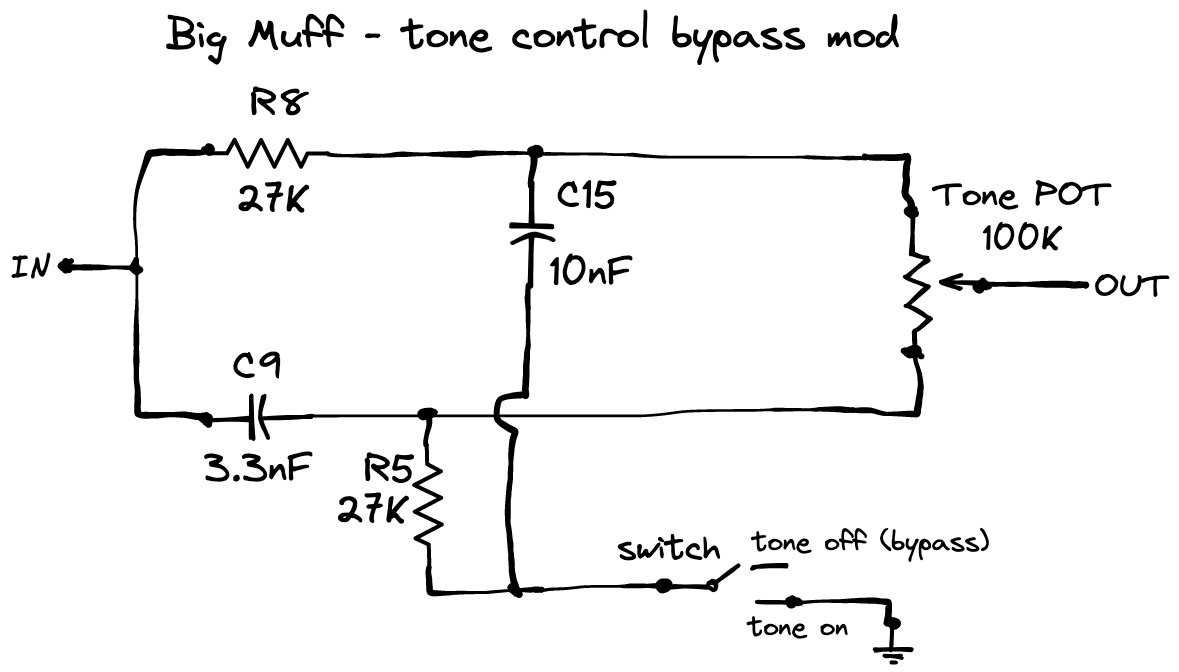 Big Muff - tone control bypass mod
R8
27K
C15
10nF
Tone POT
100K
IN
OUT
C9
3.3nF
R5
27K
switch
tone off (bypass)
tone on